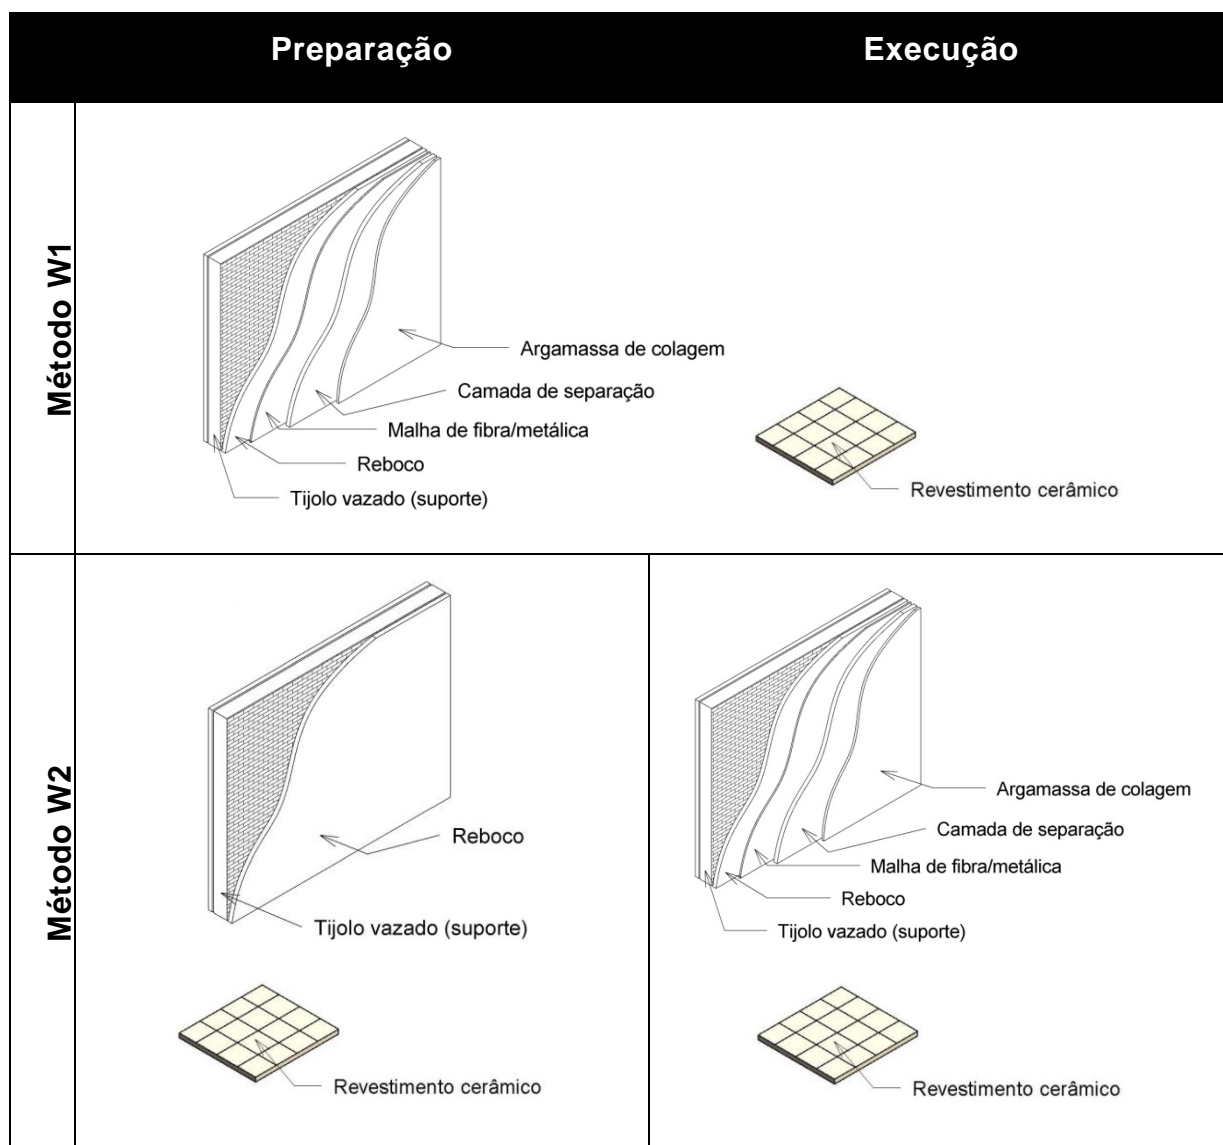 Preparação
Execução
Método W1
Argamassa de colagem
Camada de separação
Malha de fibra/metálica
Reboco
Tijolo vazado (suporte)
Revestimento cerâmico
Método W2
Reboco
Tijolo vazado (suporte)
Revestimento cerâmico
Argamassa de colagem
Camada de separação
Malha de fibra/metálica
Reboco
Tijolo vazado (suporte)
Revestimento cerâmico